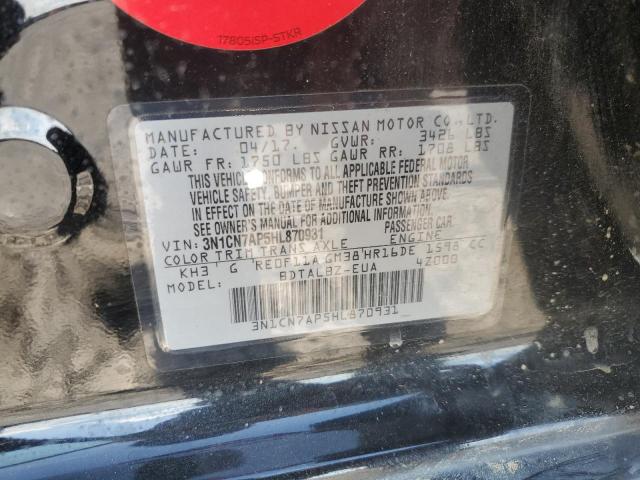 17805ISP-STKR
MANUFACTURED BY NISSAN MOTOR CO., LTD.
DATE: 04/17. GVWR: 3426 LBS
GAWR FR: 1750 LBS GAWR RR: 1708 LBS
THIS VEHICLE CONFORMS TO ALL APPLICABLE FEDERAL MOTOR
VEHICLE SAFETY, BUMPER AND THEFT PREVENTION STANDARDS
IN EFFECT ON THE DATE OF MANUFACTURE SHOWN ABOVE.
SEE OWNER'S MANUAL FOR ADDITIONAL INFORMATION.
VIN: 3N1CN7AP5HL870931 PASSENGER CAR
COLOR TRIM TRANS AXLE ENGINE
KH3 G RE0F11A GM38 HR16DE 1598 CC
MODEL: BDTALBZ-EUA 4Z000
3N1CN7AP5HL870931